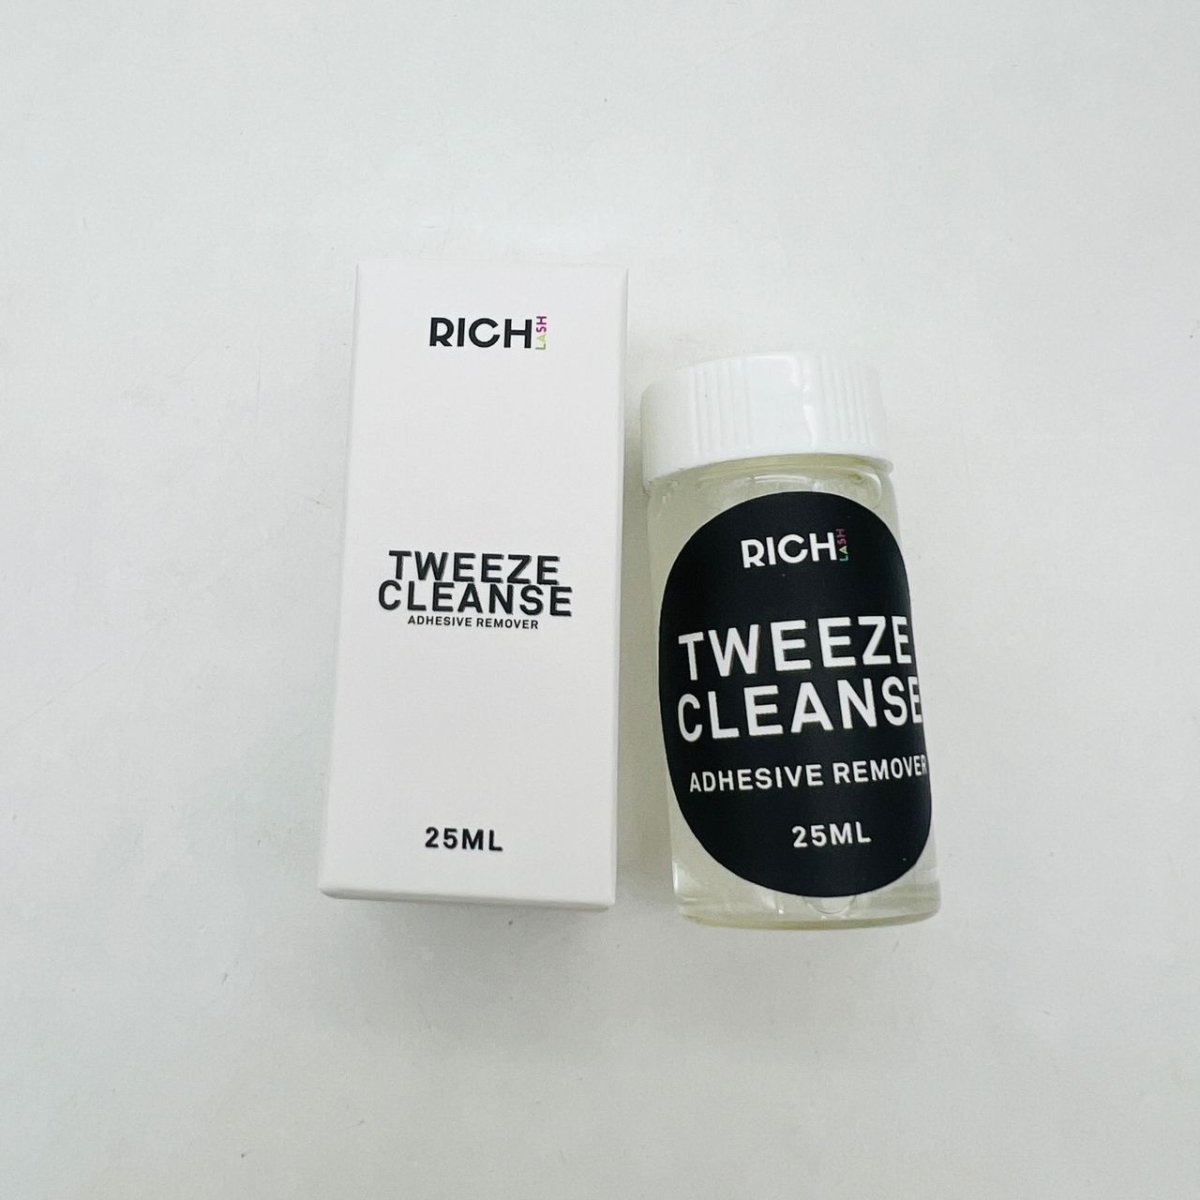 RICH LASH
TWEEZE
CLEANSE
ADHESIVE REMOVER
25ML
RICH LASH
TWEEZE
CLEANSE
ADHESIVE REMOVER
25ML